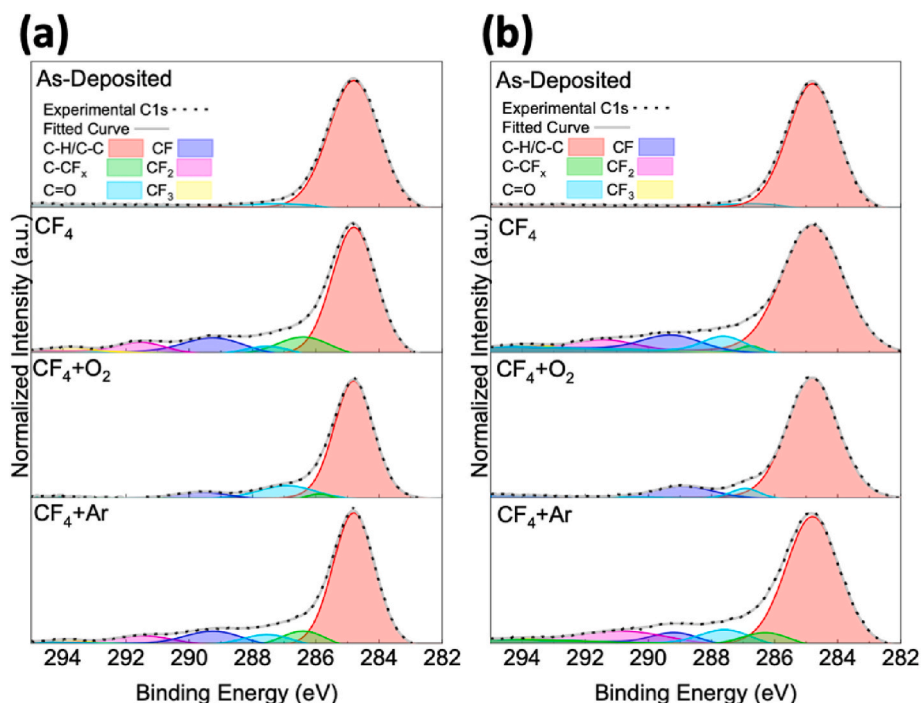 (a)
Normalized Intensity (a.u.)
As-Deposited
Experimental C1s
Fitted Curve
C-H/C-C CF
C-CFₓ CF₂
C=O CF₃
CF₄
CF₄+O₂
CF₄+Ar
294 292 290 288 286 284 282
Binding Energy (eV)
(b)
Normalized Intensity (a.u.)
As-Deposited
Experimental C1s
Fitted Curve
C-H/C-C CF
C-CFₓ CF₂
C=O CF₃
CF₄
CF₄+O₂
CF₄+Ar
294 292 290 288 286 284 282
Binding Energy (eV)